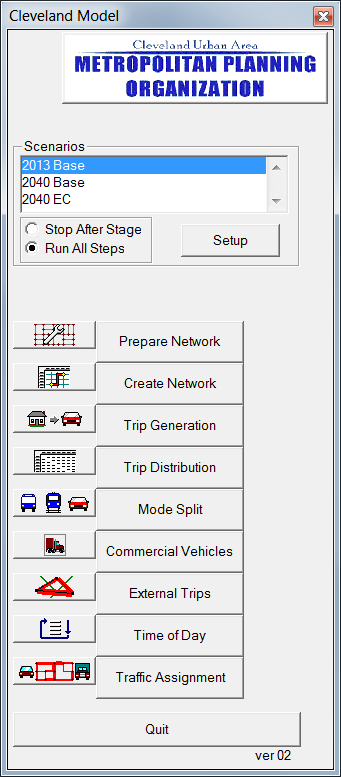 Cleveland Model
Cleveland Urban Area
METROPOLITAN PLANNING
ORGANIZATION
Scenarios
2013 Base
2040 Base
2040 EC
Stop After Stage
Run All Steps
Setup
Prepare Network
Create Network
Trip Generation
Trip Distribution
Mode Split
Commercial Vehicles
External Trips
Time of Day
Traffic Assignment
Quit
ver 02